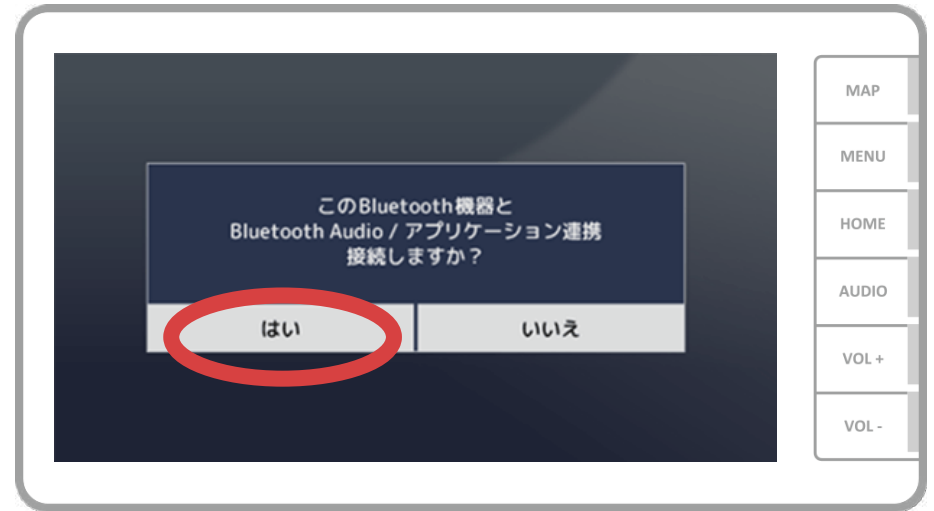 このBluetooth機器と
Bluetooth Audio / アプリケーション連携
接続しますか？
はい
いいえ
MAP
MENU
HOME
AUDIO
VOL +
VOL -